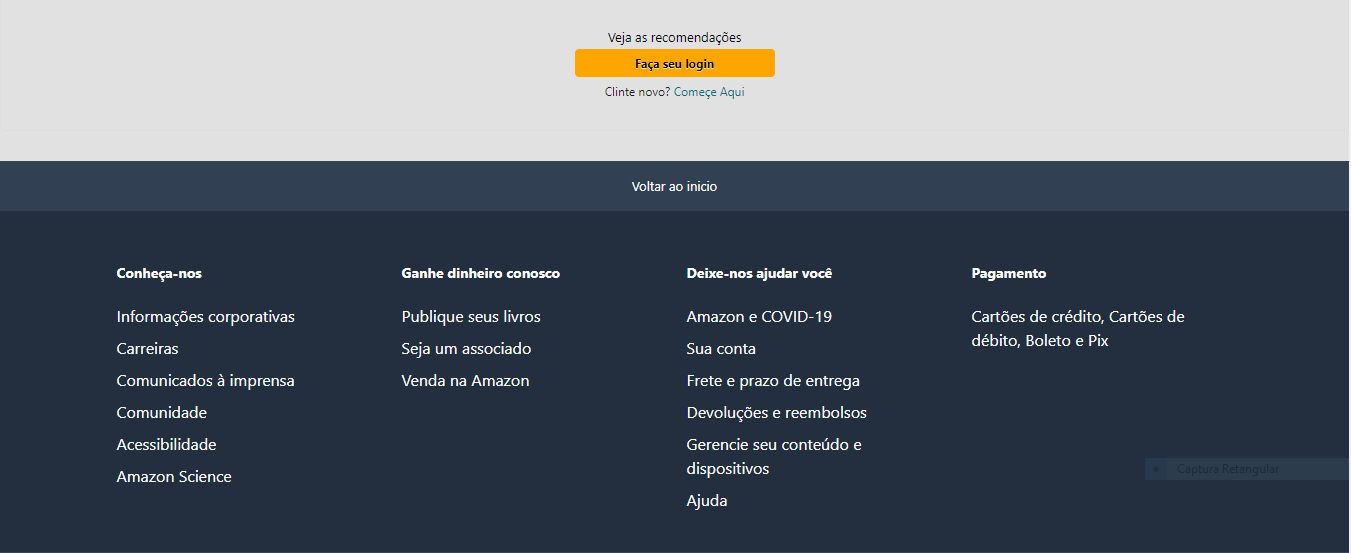 Veja as recomendações
Faça seu login
Clinte novo? Começe Aqui
Voltar ao inicio
Conheça-nos
Informações corporativas
Carreiras
Comunicados à imprensa
Comunidade
Acessibilidade
Amazon Science
Ganhe dinheiro conosco
Publique seus livros
Seja um associado
Venda na Amazon
Deixe-nos ajudar você
Amazon e COVID-19
Sua conta
Frete e prazo de entrega
Devoluções e reembolsos
Gerencie seu conteúdo e
dispositivos
Ajuda
Pagamento
Cartões de crédito, Cartões de
débito, Boleto e Pix
Captura Retangular